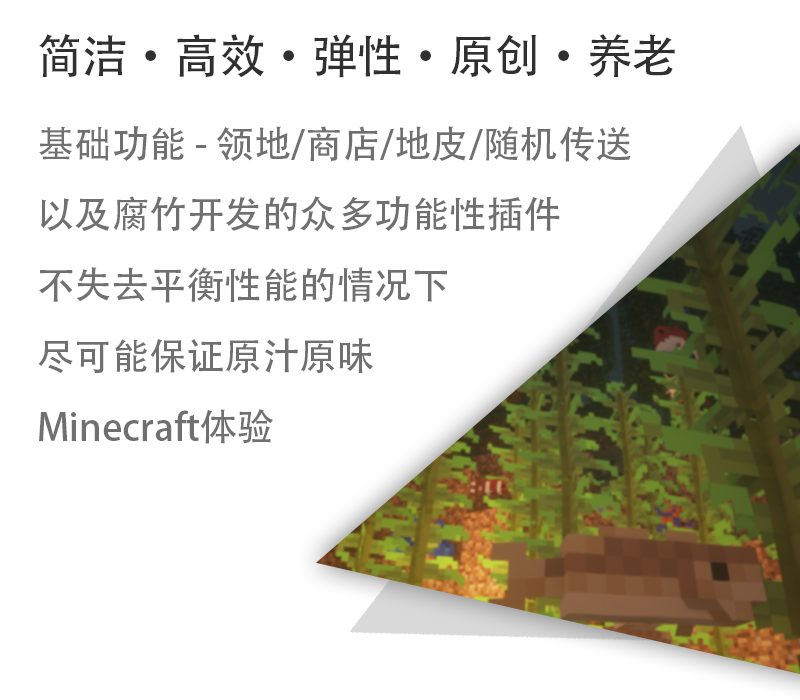 简洁・高效・弹性・原创・养老
基础功能 - 领地/商店/地皮/随机传送
以及腐竹开发的众多功能性插件
不失去平衡性能的情况下
尽可能保证原汁原味
Minecraft体验